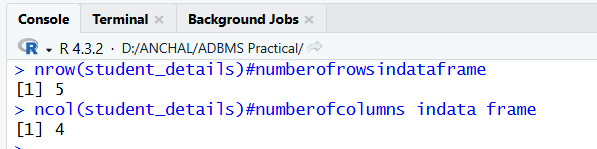 Console Terminal × Background Jobs ×
R R 4.3.2 · D:/ANCHAL/ADBMS Practical/
> nrow(student_details)#numberofrowsindataframe
[1] 5
> ncol(student_details)#numberofcolumns indata frame
[1] 4
>